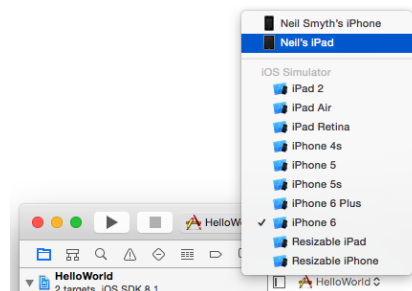 Neil Smyth's iPhone
Neil's iPad
iOS Simulator
iPad 2
iPad Air
iPad Retina
iPhone 4s
iPhone 5
iPhone 5s
iPhone 6 Plus
✓ iPhone 6
Resizable iPad
Resizable iPhone
HelloW
HelloWorld
2 targets, iOS SDK 8.1
HelloWorld